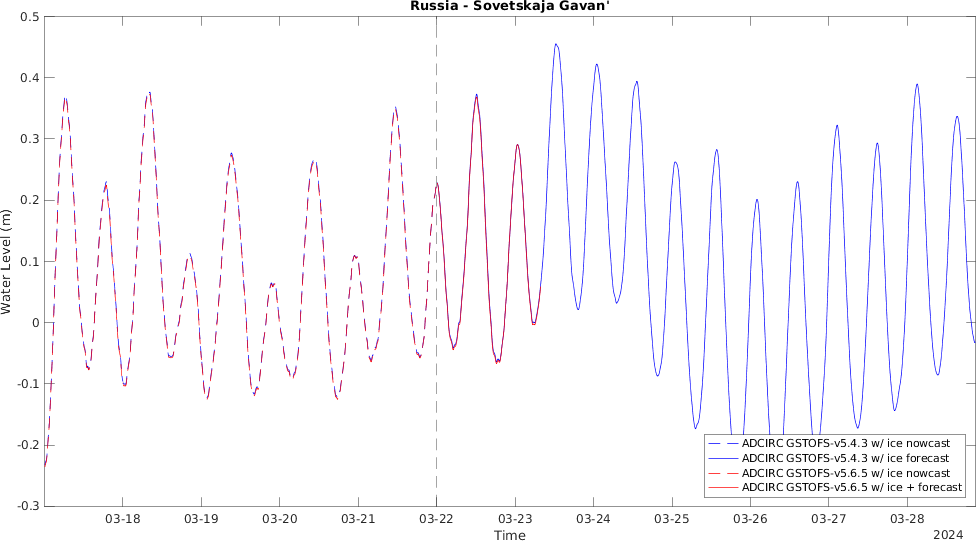 Russia - Sovetskaja Gavan'
Water Level (m)
0.5
0.4
0.3
0.2
0.1
0
-0.1
-0.2
-0.3
ADCIRC GSTOFS-v5.4.3 w/ ice nowcast
ADCIRC GSTOFS-v5.4.3 w/ ice forecast
ADCIRC GSTOFS-v5.6.5 w/ ice nowcast
ADCIRC GSTOFS-v5.6.5 w/ ice + forecast
03-18 03-19 03-20 03-21 03-22 03-23 03-24 03-25 03-26 03-27 03-28
Time
2024